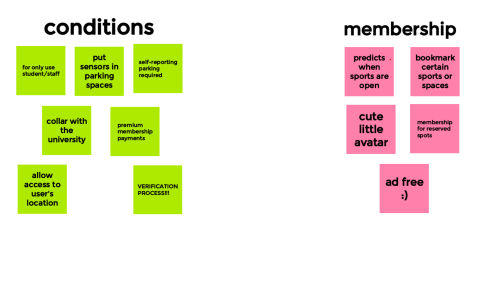 conditions
for only use
student/staff
put
sensors in
parking
spaces
self-reporting
parking
required
collar with
the
university
premium
membership
payments
allow
access to
user's
location
VERIFICATION
PROCESS!!!
membership
predicts
when
sports are
open
bookmark
certain
sports or
spaces
cute
little
avatar
membership
for reserved
spots
ad free
:)